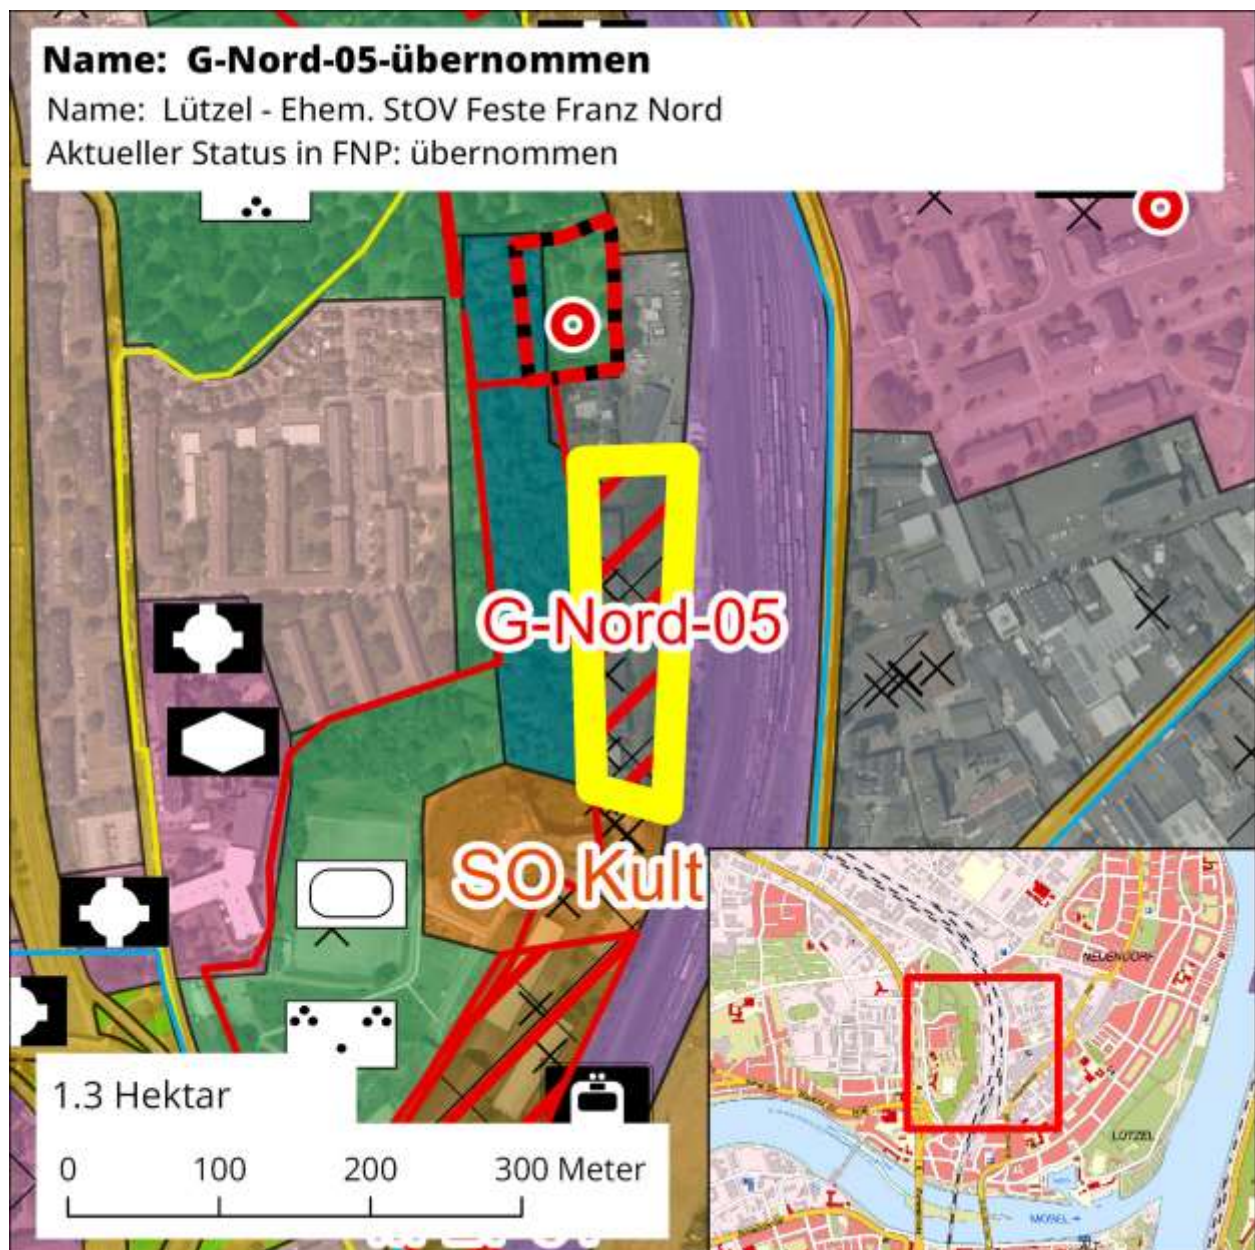 Name: G-Nord-05-übernommen
Name: Lützel - Ehem. StOV Feste Franz Nord
Aktueller Status in FNP: übernommen
G-Nord-05
SO Kult
NEUENDORF
LÜTZEL
MOSEL
1.3 Hektar
0 100 200 300 Meter